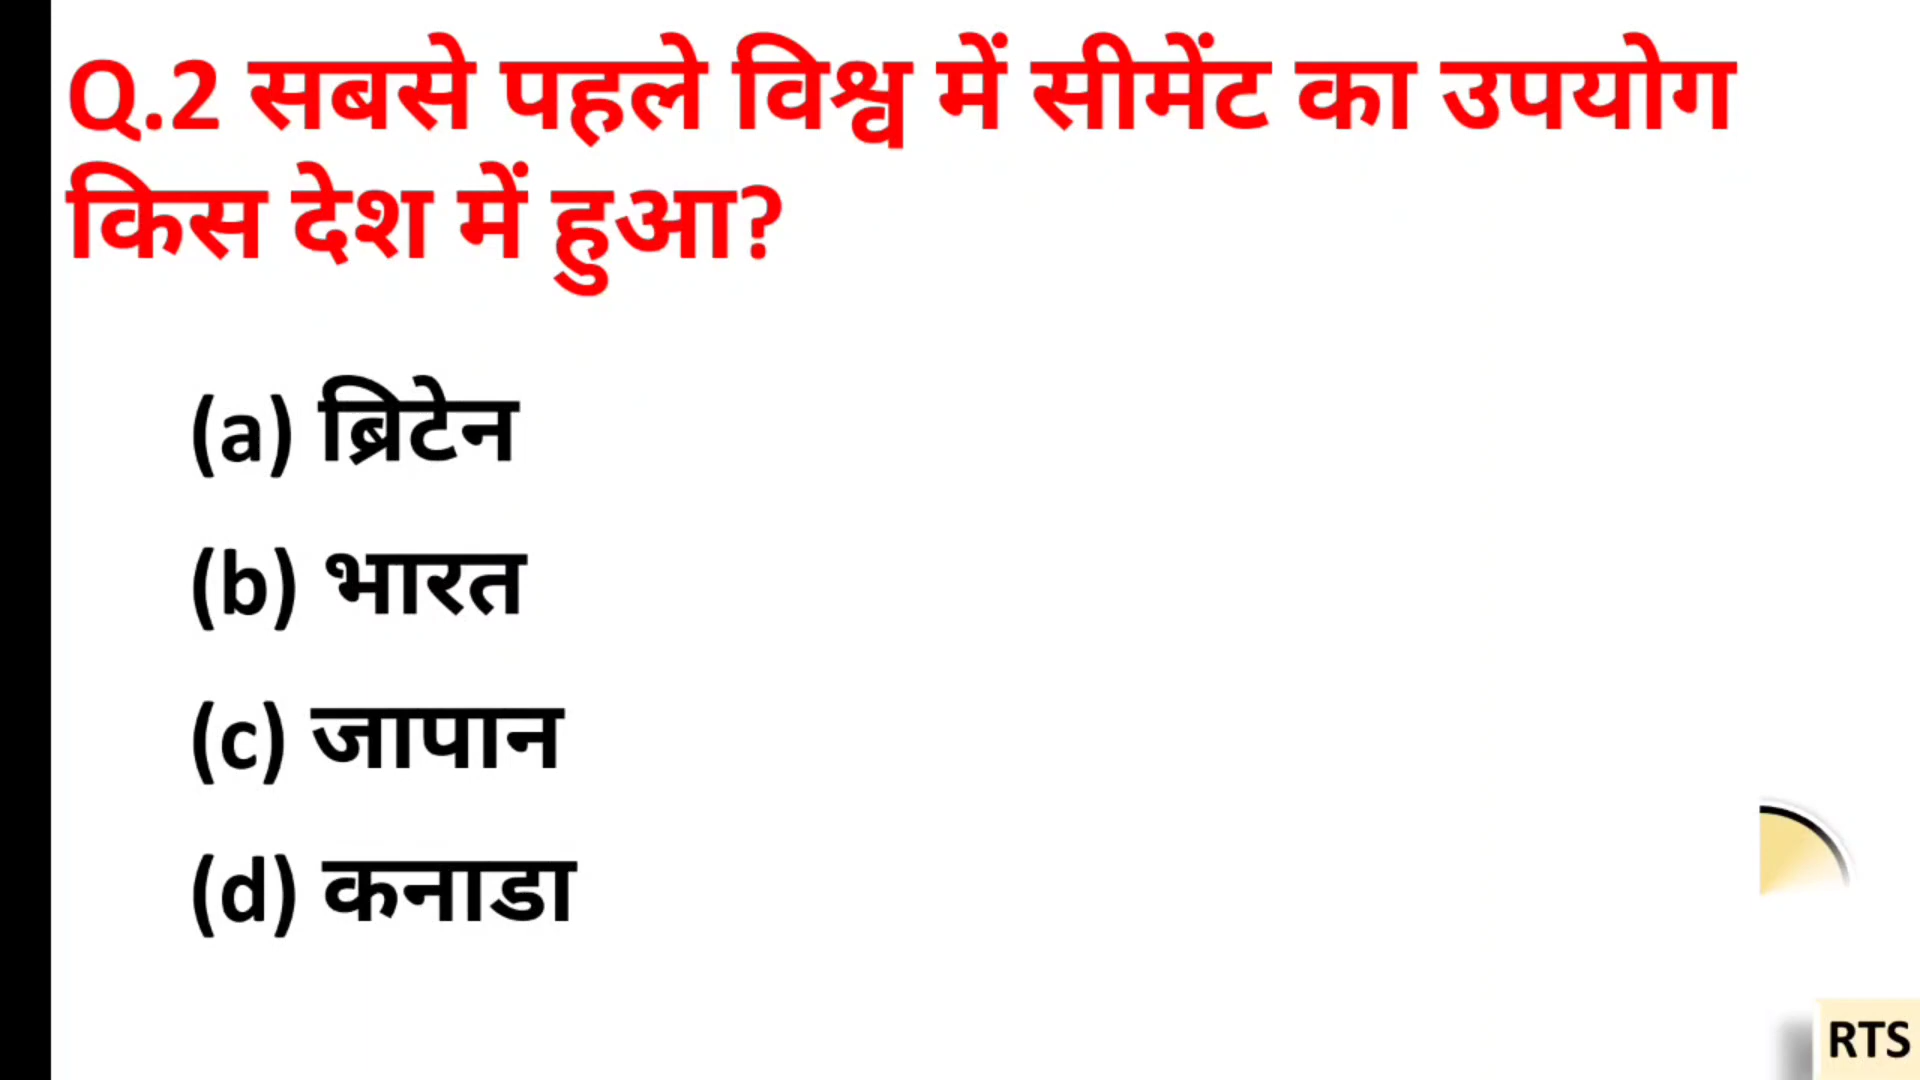 Q.2 सबसे पहले विश्व में सीमेंट का उपयोग
किस देश में हुआ?
(a) ब्रिटेन
(b) भारत
(c) जापान
(d) कनाडा
RTS